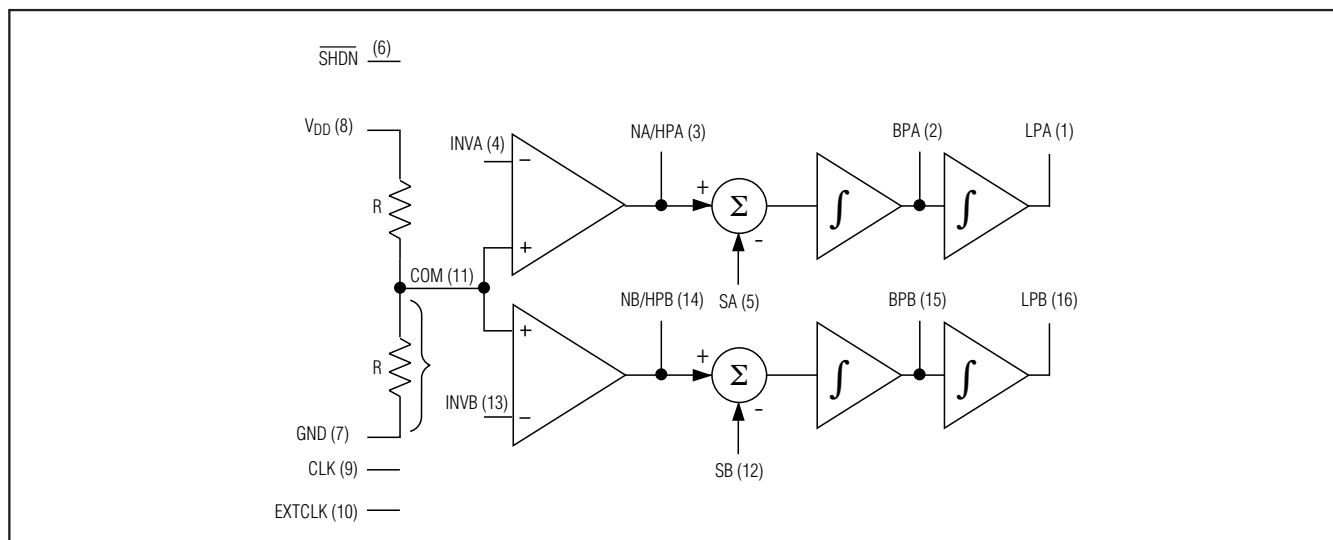 S̅H̅D̅N̅ (6)
VDD (8)
INVA (4)
NA/HPA (3)
BPA (2)
LPA (1)
−
+
Σ
∫
∫
R
+
-
COM (11)
SA (5)
NB/HPB (14)
BPB (15)
LPB (16)
+
+
Σ
∫
∫
R
-
INVB (13)
−
GND (7)
SB (12)
CLK (9)
EXTCLK (10)